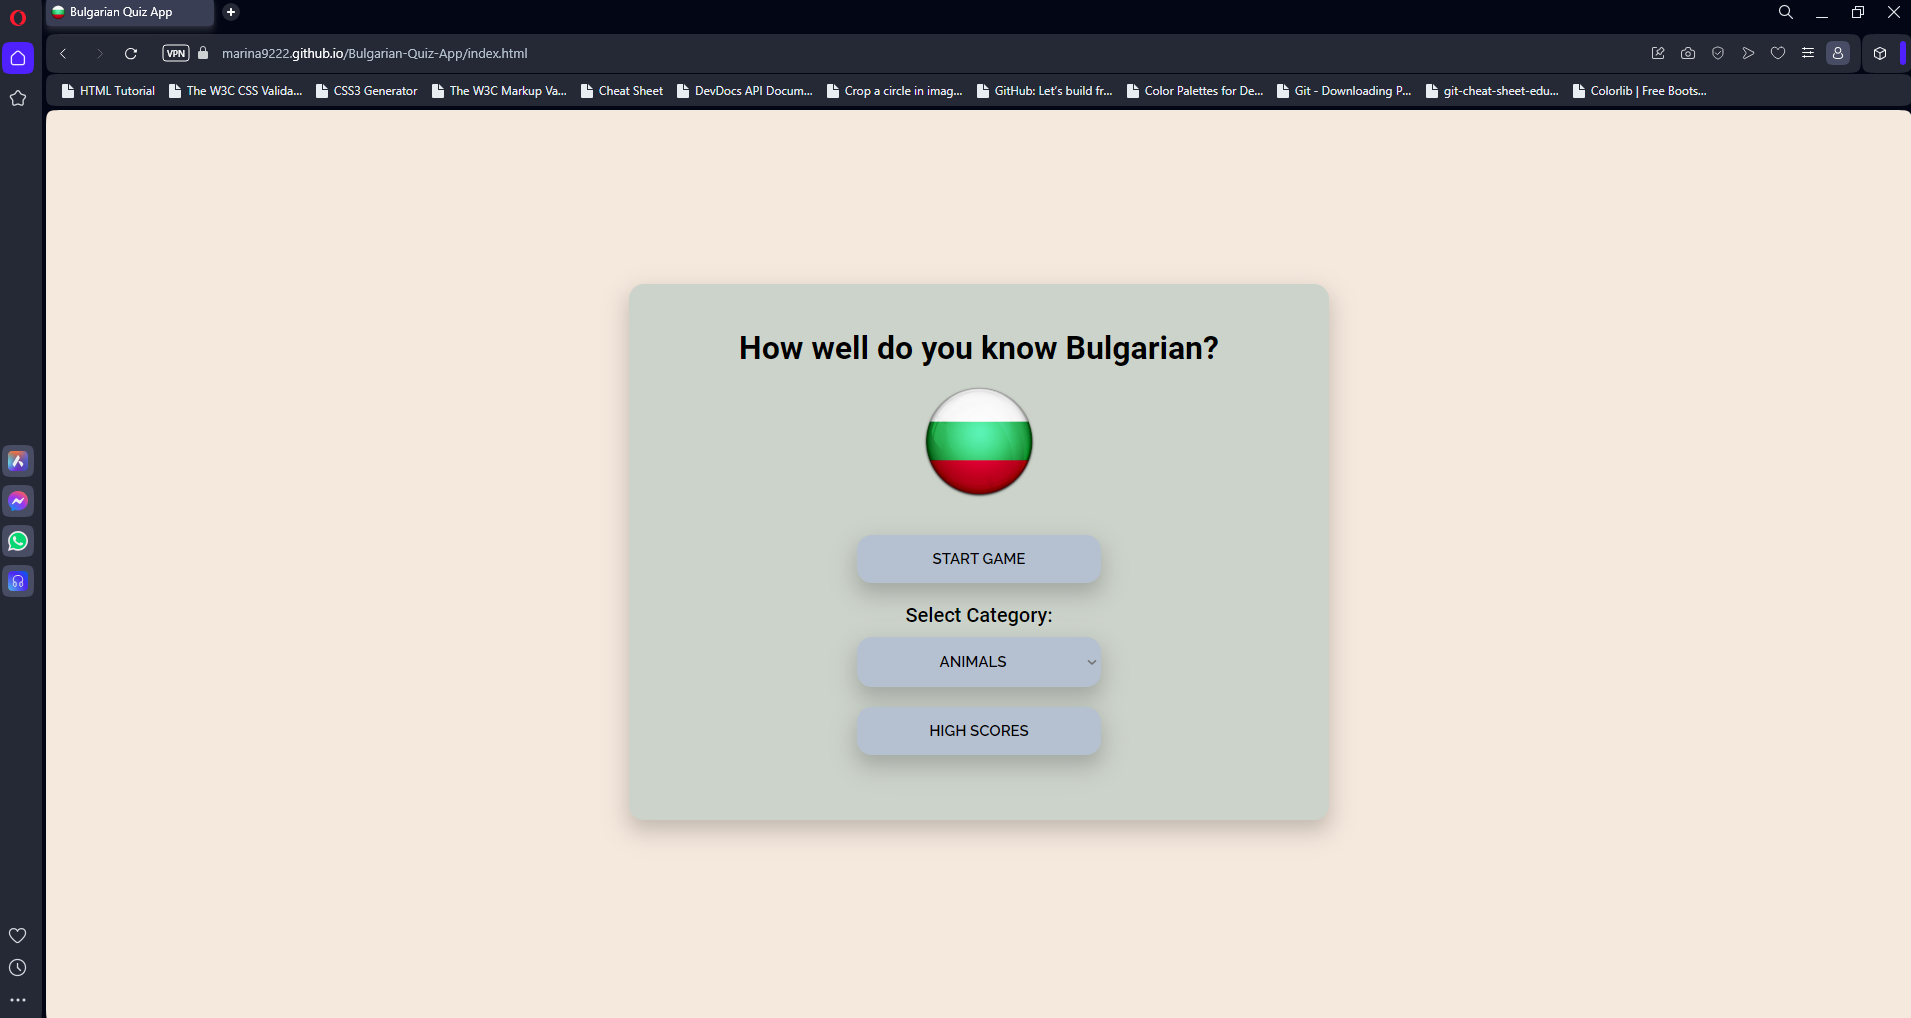 Bulgarian Quiz App
VPN
marina9222.github.io/Bulgarian-Quiz-App/index.html
HTML Tutorial
The W3C CSS Valida...
CSS3 Generator
The W3C Markup Va...
Cheat Sheet
DevDocs API Docum...
Crop a circle in imag...
GitHub: Let's build fr...
Color Palettes for De...
Git - Downloading P...
git-cheat-sheet-edu...
Colorlib | Free Boots...
How well do you know Bulgarian?
START GAME
Select Category:
ANIMALS
HIGH SCORES